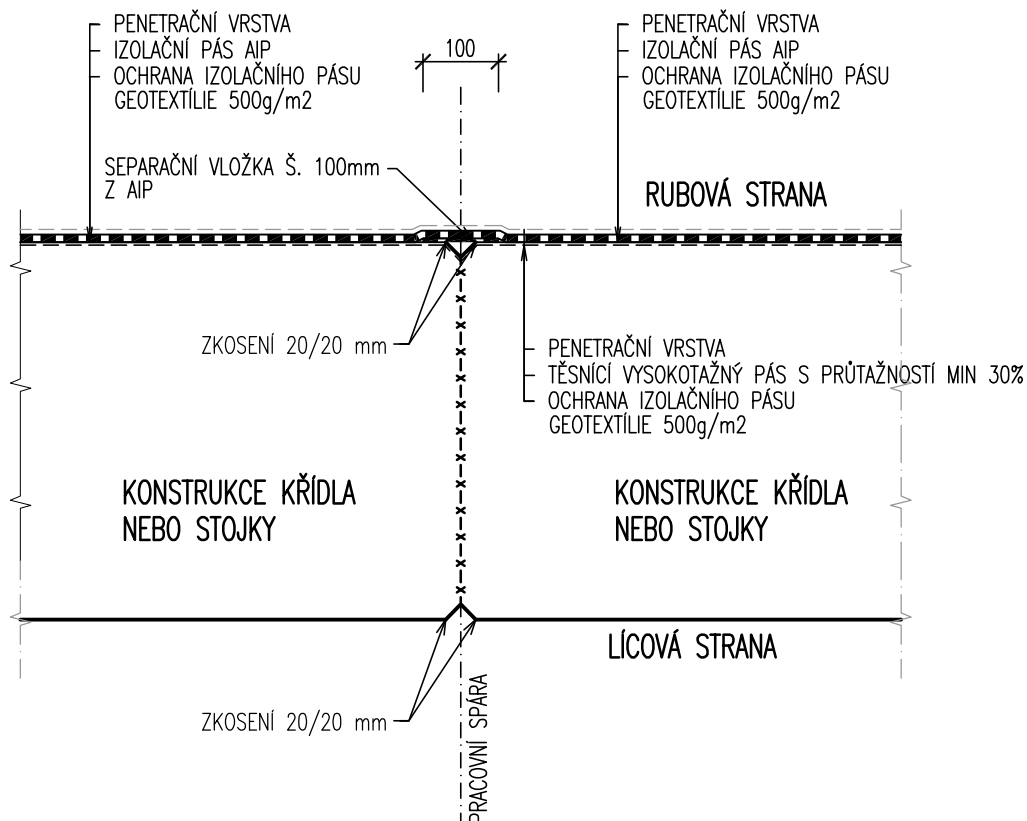 PENETRAČNÍ VRSTVA
IZOLAČNÍ PÁS AIP
OCHRANA IZOLAČNÍHO PÁSU
GEOTEXTÍLIE 500g/m2
100
PENETRAČNÍ VRSTVA
IZOLAČNÍ PÁS AIP
OCHRANA IZOLAČNÍHO PÁSU
GEOTEXTÍLIE 500g/m2
SEPARAČNÍ VLOŽKA Š. 100mm
Z AIP
RUBOVÁ STRANA
ZKOSENÍ 20/20 mm
PENETRAČNÍ VRSTVA
TĚSNÍCÍ VYSOKOTAŽNÝ PÁS S PRŮTAŽNOSTÍ MIN 30%
OCHRANA IZOLAČNÍHO PÁSU
GEOTEXTÍLIE 500g/m2
KONSTRUKCE KŘÍDLA
NEBO STOJKY
KONSTRUKCE KŘÍDLA
NEBO STOJKY
LÍCOVÁ STRANA
ZKOSENÍ 20/20 mm
PRACOVNÍ SPÁRA